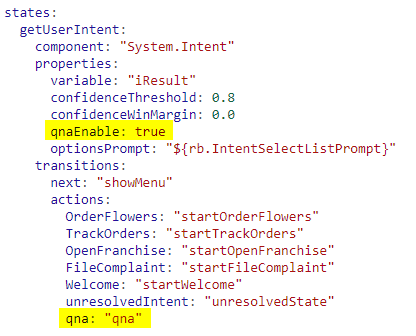 states:
getUserIntent:
component: "System.Intent"
properties:
variable: "iResult"
confidenceThreshold: 0.8
confidenceWinMargin: 0.0
qnaEnable: true
optionsPrompt: "${rb.IntentSelectListPrompt}"
transitions:
next: "showMenu"
actions:
OrderFlowers: "startOrderFlowers"
TrackOrders: "startTrackOrders"
OpenFranchise: "startOpenFranchise"
FileComplaint: "startFileComplaint"
Welcome: "startWelcome"
unresolvedIntent: "unresolvedState"
qna: "qna"